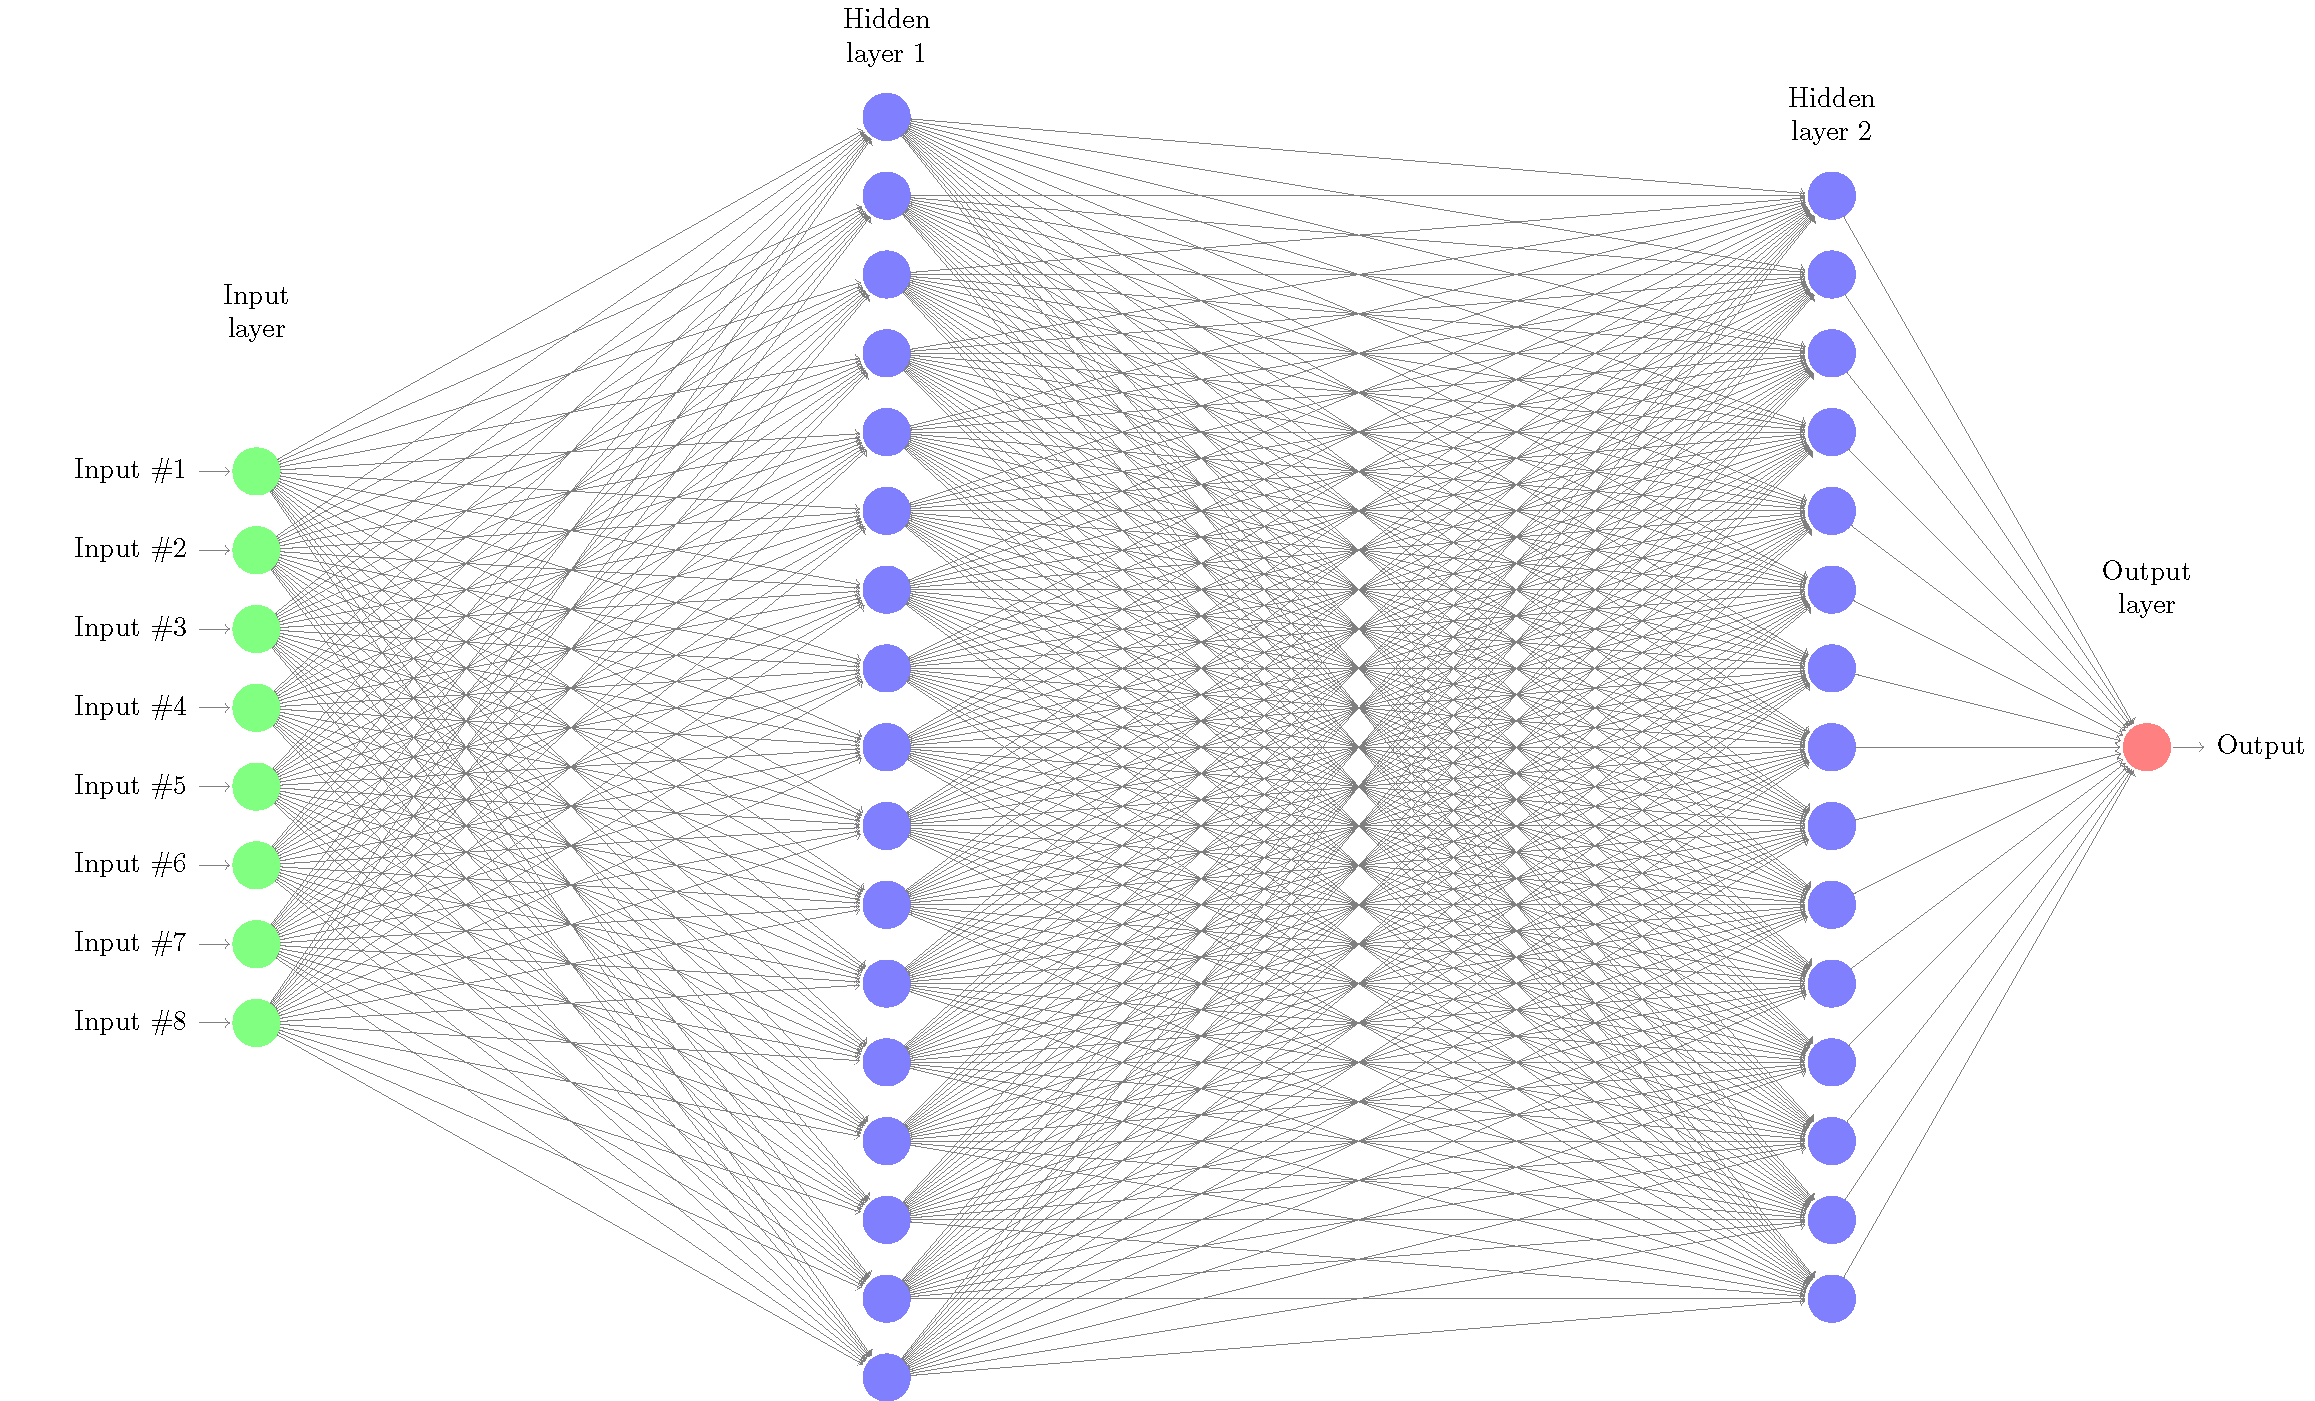 Hidden
layer 1
Hidden
layer 2
Input
layer
Input #1
Input #2
Input #3
Input #4
Input #5
Input #6
Input #7
Input #8
Output
layer
Output